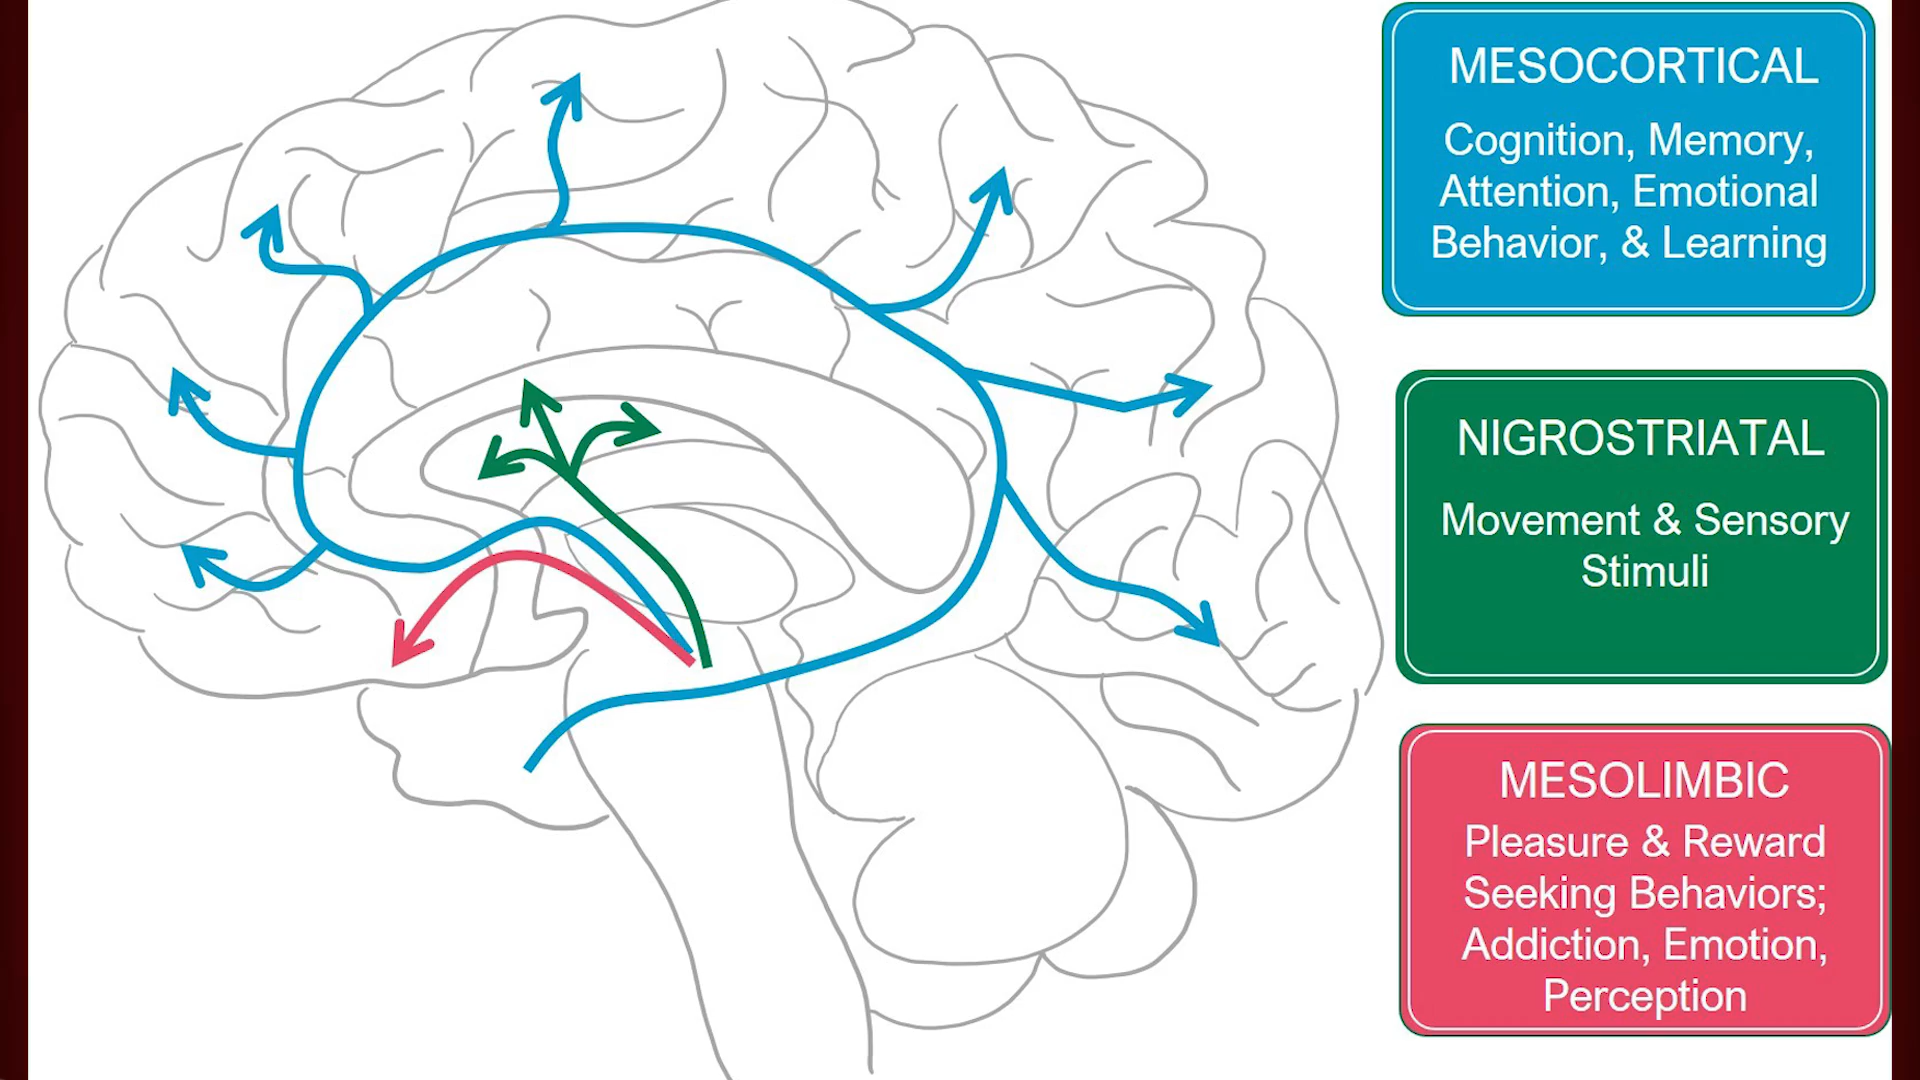 MESOCORTICAL
Cognition, Memory,
Attention, Emotional
Behavior, & Learning
NIGROSTRIATAL
Movement & Sensory
Stimuli
MESOLIMBIC
Pleasure & Reward
Seeking Behaviors;
Addiction, Emotion,
Perception